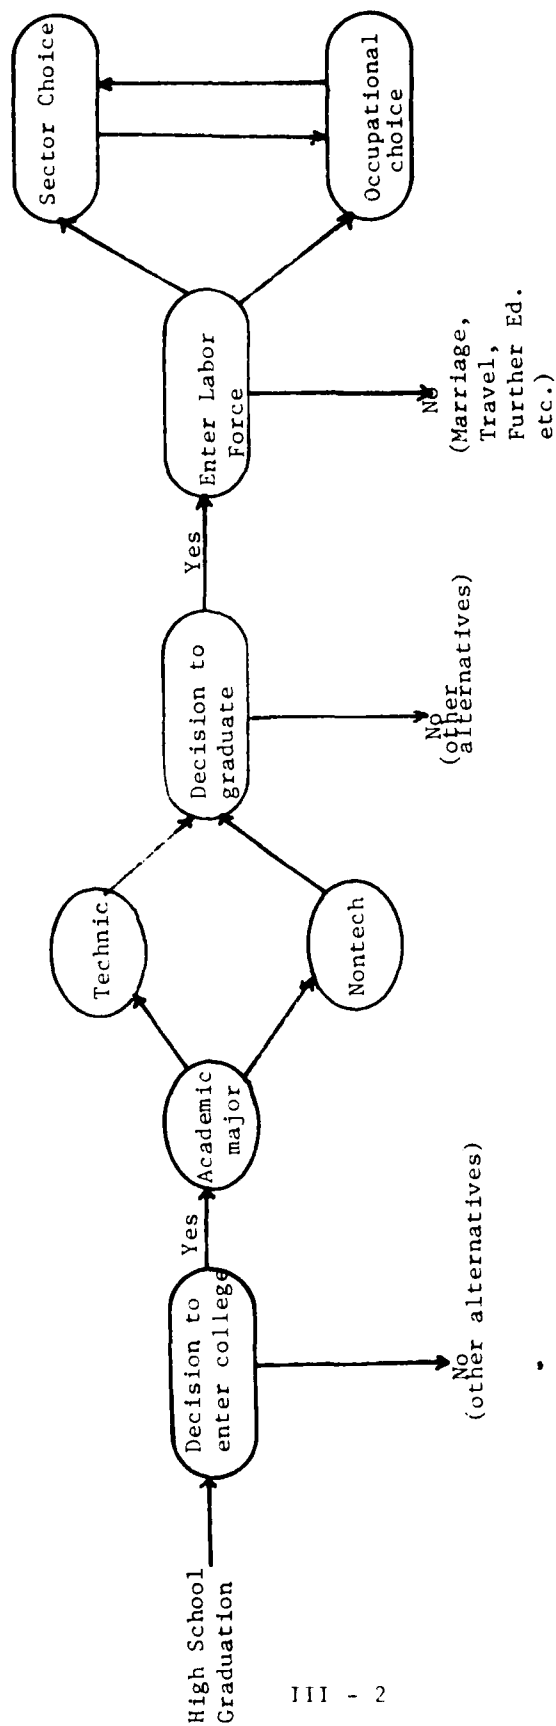 High School
Graduation
Decision to
enter college
Yes
No
(other alternatives)
Academic
major
Technic
Nontech
Decision to
graduate
No
(other
alternatives)
Yes
Enter Labor
Force
No
(Marriage,
Travel,
Further Ed.
etc.)
Sector Choice
Occupational
choice
III - 2